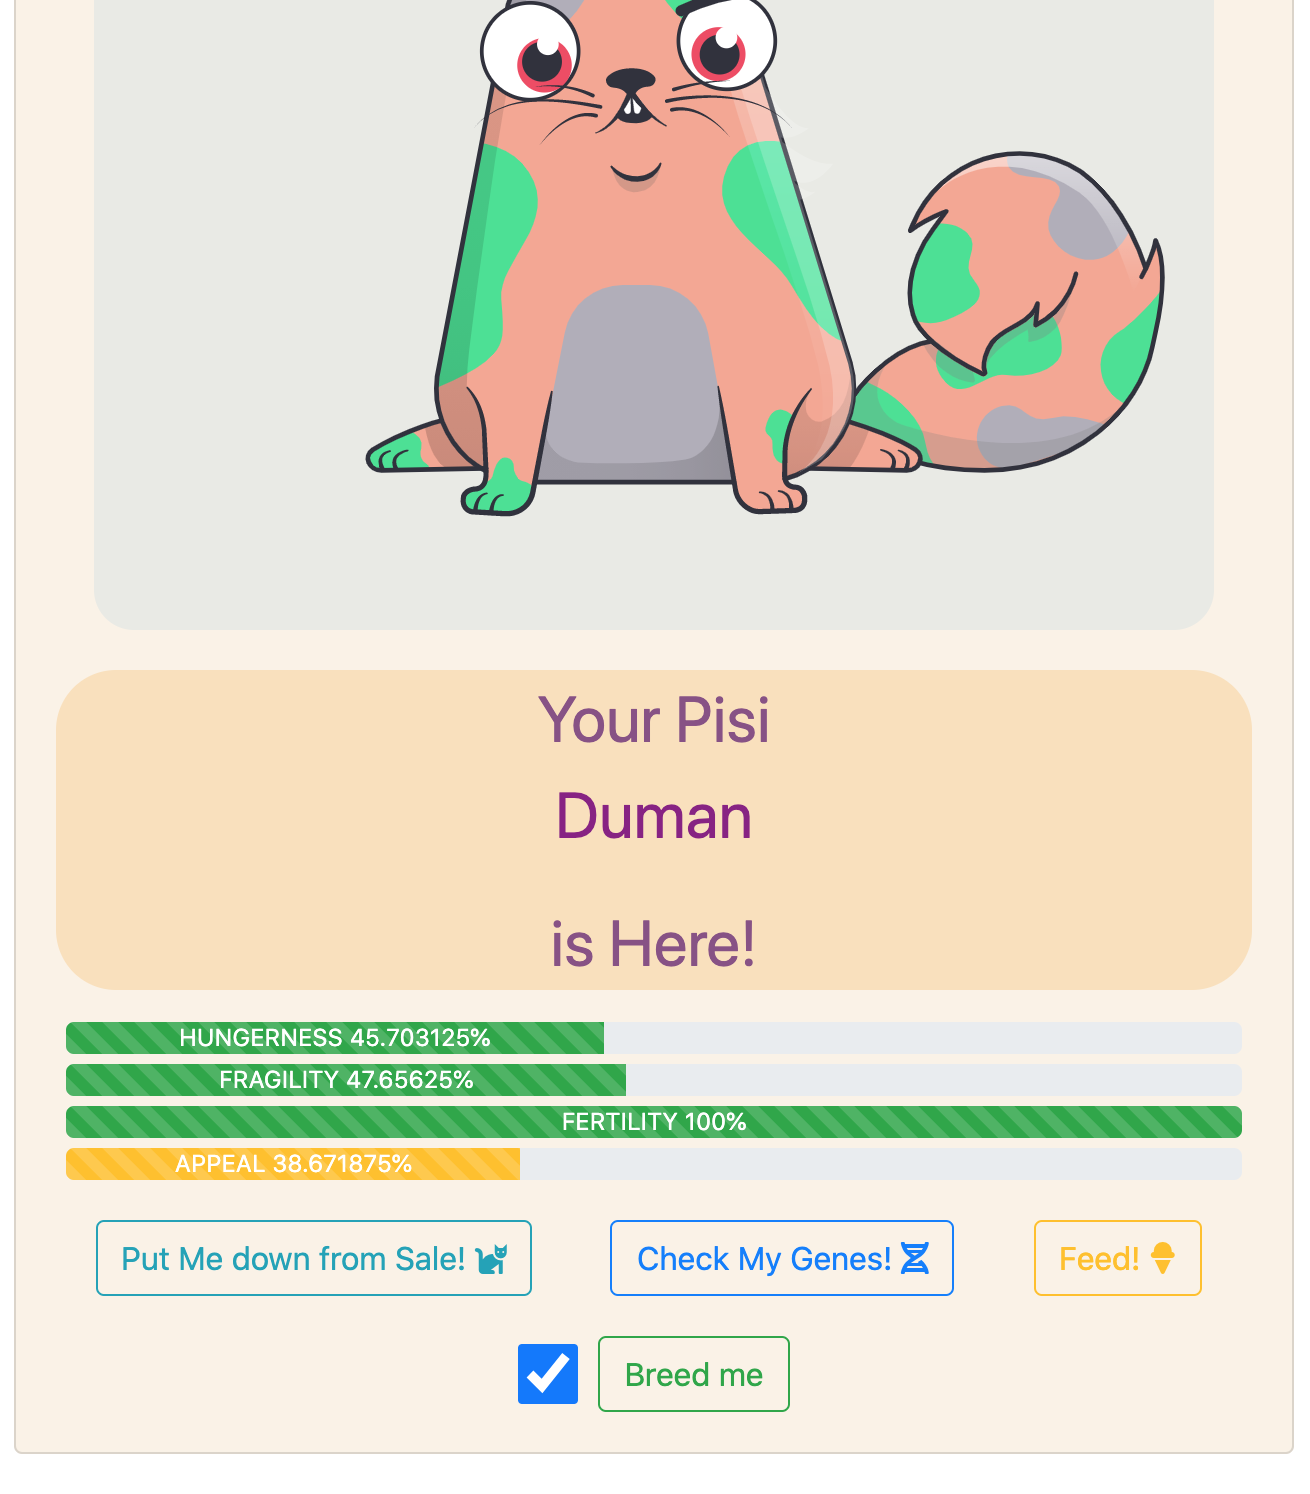 Your Pisi
Duman
is Here!
HUNGERNESS 45.703125%
FRAGILITY 47.65625%
FERTILITY 100%
APPEAL 38.671875%
Put Me down from Sale! Check My Genes! Feed!
Breed me